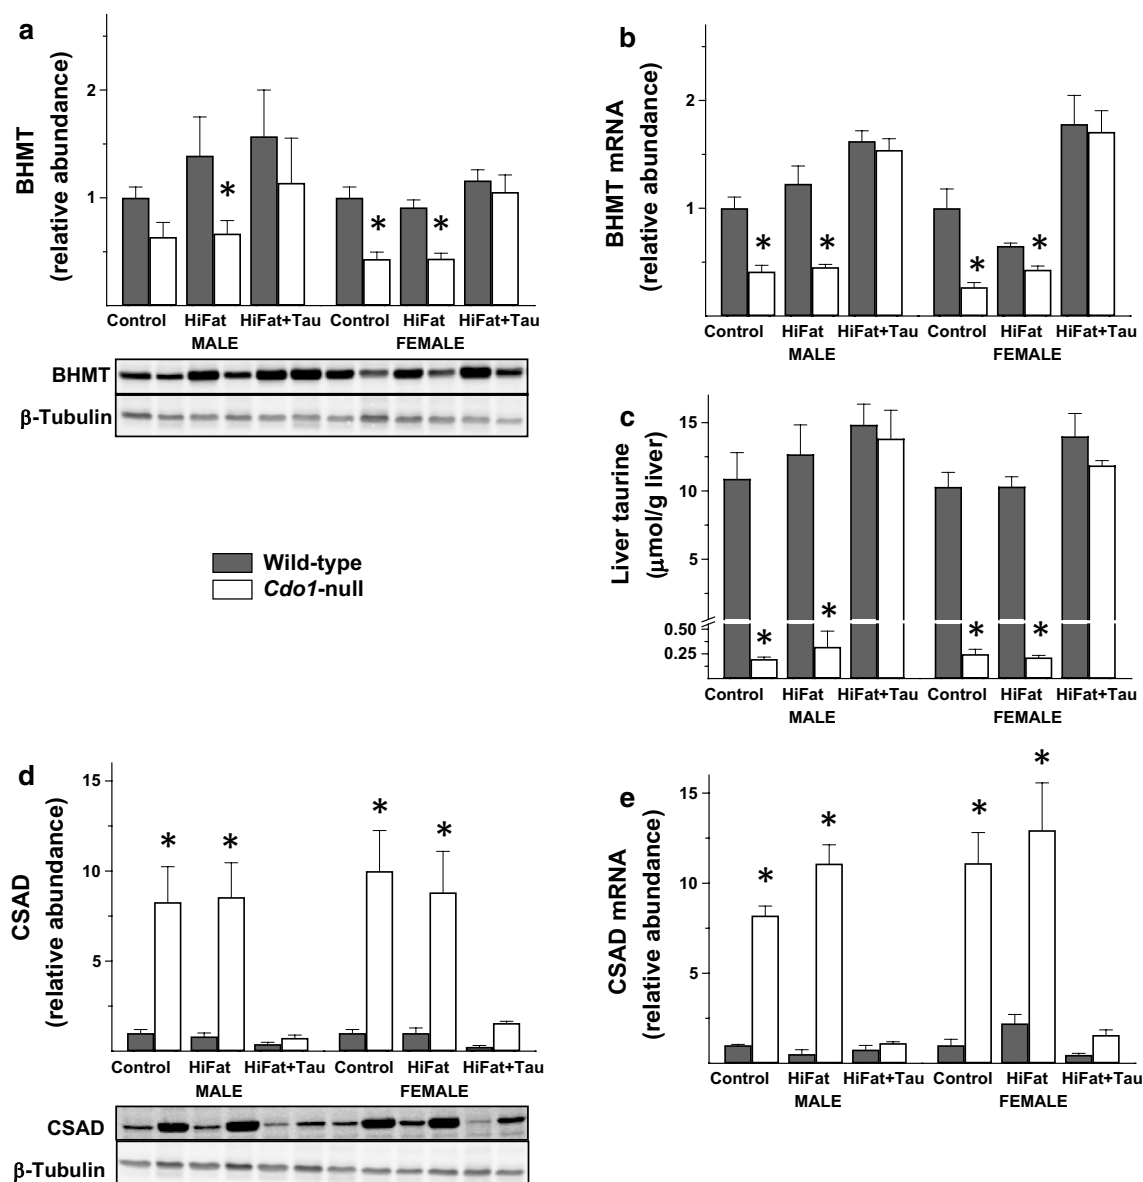 a
BHMT
(relative abundance)
2
1
*
*
*
Control HiFat HiFat+Tau Control HiFat HiFat+Tau
MALE FEMALE
BHMT
β-Tubulin
b
BHMT mRNA
(relative abundance)
2
1
*
*
*
*
Control HiFat HiFat+Tau Control HiFat HiFat+Tau
MALE FEMALE
c
Liver taurine
(μmol/g liver)
15
10
5
0.50
0.25
*
*
*
*
Control HiFat HiFat+Tau Control HiFat HiFat+Tau
MALE FEMALE
Wild-type
Cdo1-null
d
CSAD
(relative abundance)
15
10
5
*
*
*
*
Control HiFat HiFat+Tau Control HiFat HiFat+Tau
MALE FEMALE
CSAD
β-Tubulin
e
CSAD mRNA
(relative abundance)
15
10
5
*
*
*
*
Control HiFat HiFat+Tau Control HiFat HiFat+Tau
MALE FEMALE